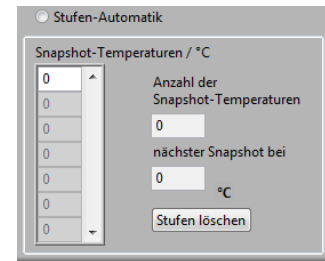 Stufen-Automatik
Snapshot-Temperaturen / °C
0
0
0
0
0
0
0
Anzahl der
Snapshot-Temperaturen
0
nächster Snapshot bei
0
°C
Stufen löschen